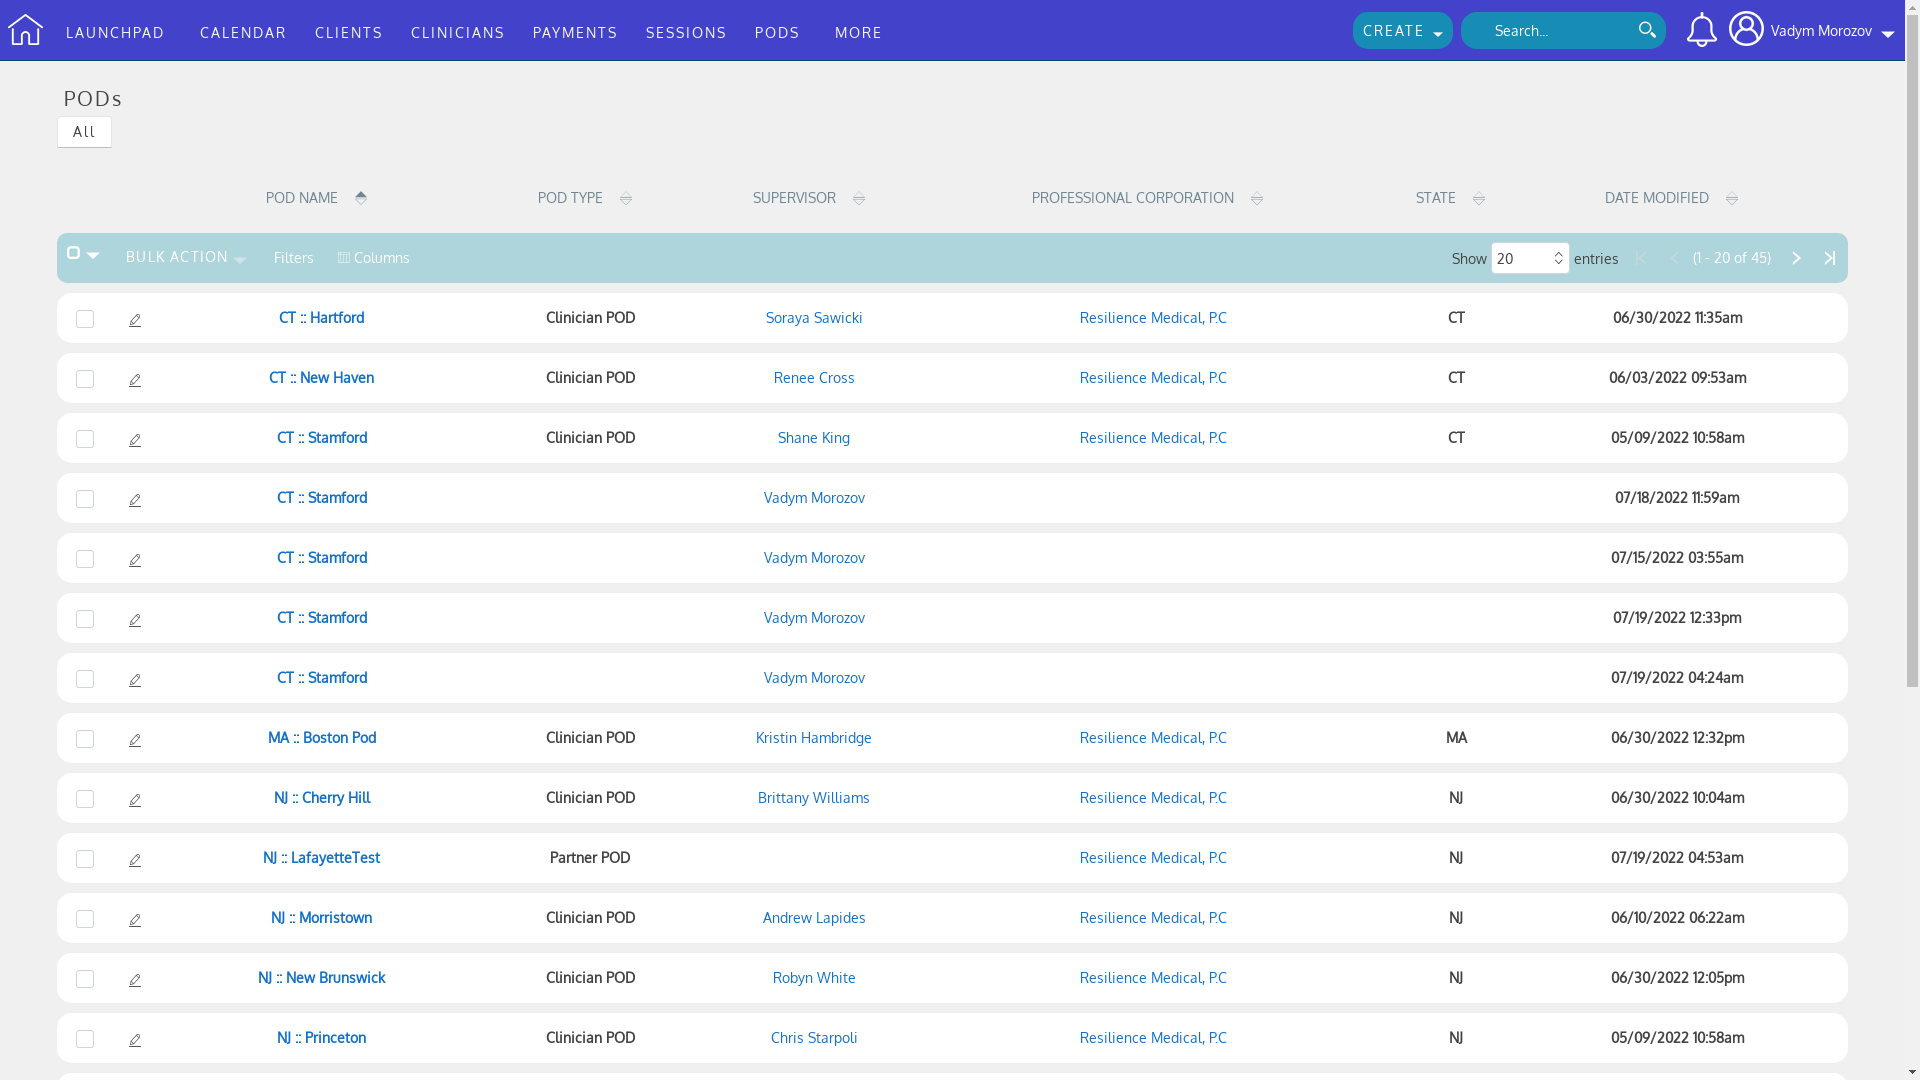 LAUNCHPAD CALENDAR CLIENTS CLINICIANS PAYMENTS SESSIONS PODS MORE CREATE Search... Vadym Morozov
PODs
All
POD NAME POD TYPE SUPERVISOR PROFESSIONAL CORPORATION STATE DATE MODIFIED
BULK ACTION Filters Columns Show 20 entries (1 - 20 of 45)
CT :: Hartford Clinician POD Soraya Sawicki Resilience Medical, P.C CT 06/30/2022 11:35am
CT :: New Haven Clinician POD Renee Cross Resilience Medical, P.C CT 06/03/2022 09:53am
CT :: Stamford Clinician POD Shane King Resilience Medical, P.C CT 05/09/2022 10:58am
CT :: Stamford Vadym Morozov 07/18/2022 11:59am
CT :: Stamford Vadym Morozov 07/15/2022 03:55am
CT :: Stamford Vadym Morozov 07/19/2022 12:33pm
CT :: Stamford Vadym Morozov 07/19/2022 04:24am
MA :: Boston Pod Clinician POD Kristin Hambridge Resilience Medical, P.C MA 06/30/2022 12:32pm
NJ :: Cherry Hill Clinician POD Brittany Williams Resilience Medical, P.C NJ 06/30/2022 10:04am
NJ :: LafayetteTest Partner POD Resilience Medical, P.C NJ 07/19/2022 04:53am
NJ :: Morristown Clinician POD Andrew Lapides Resilience Medical, P.C NJ 06/10/2022 06:22am
NJ :: New Brunswick Clinician POD Robyn White Resilience Medical, P.C NJ 06/30/2022 12:05pm
NJ :: Princeton Clinician POD Chris Starpoli Resilience Medical, P.C NJ 05/09/2022 10:58am